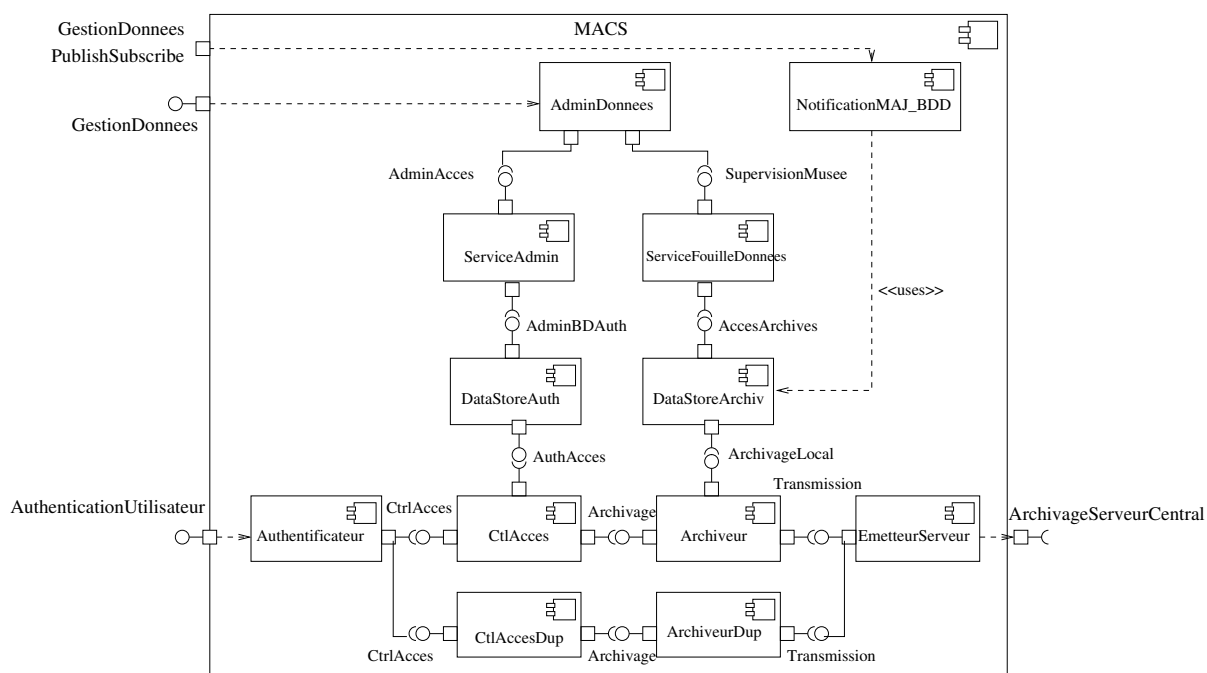 GestionDonnees
MACS
PublishSubscribe
AdminDonnees
NotificationMAJ_BDD
GestionDonnees
AdminAcces
SupervisionMusee
ServiceAdmin
ServiceFouilleDonnees
<<uses>>
AdminBDAuth
AccesArchives
DataStoreAuth
DataStoreArchiv
AuthAcces
ArchivageLocal
Transmission
AuthenticationUtilisateur
CtrlAcces
Archivage
ArchivageServeurCentral
Authentificateur
CtlAcces
Archiveur
EmetteurServeur
CtlAccesDup
ArchiveurDup
CtrlAcces
Archivage
Transmission